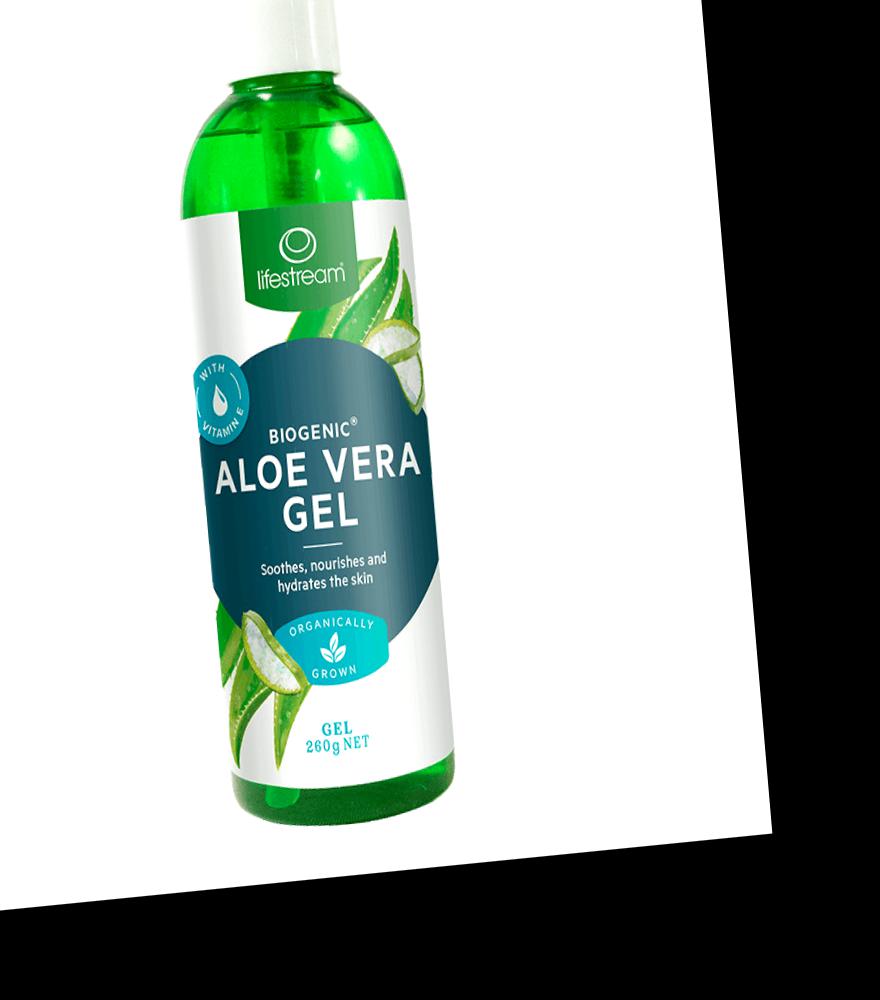 lifestream®
WITH
VITAMIN E
BIOGENIC®
ALOE VERA
GEL
Soothes, nourishes and
hydrates the skin
ORGANICALLY
GROWN
GEL
260g NET